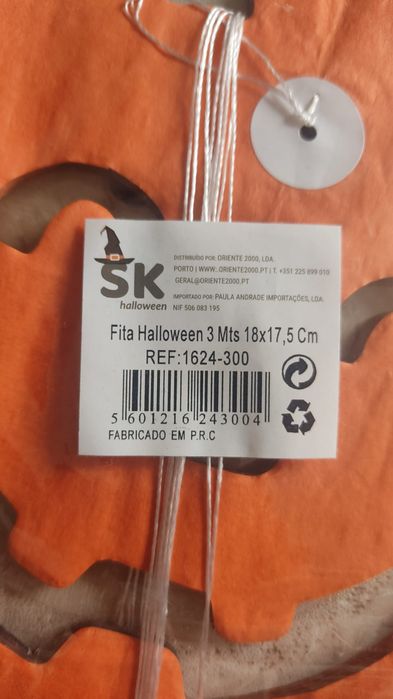 SK
halloween
DISTRIBUÍDO POR: ORIENTE 2000, LDA.
PORTO | WWW.ORIENTE2000.PT | T. +351 225 899 010
GERAL@ORIENTE2000.PT
IMPORTADO POR: PAULA ANDRADE IMPORTAÇÕES, LDA.
NIF 506 083 195
Fita Halloween 3 Mts 18x17,5 Cm
REF:1624-300
5 601216 243004
FABRICADO EM P.R.C